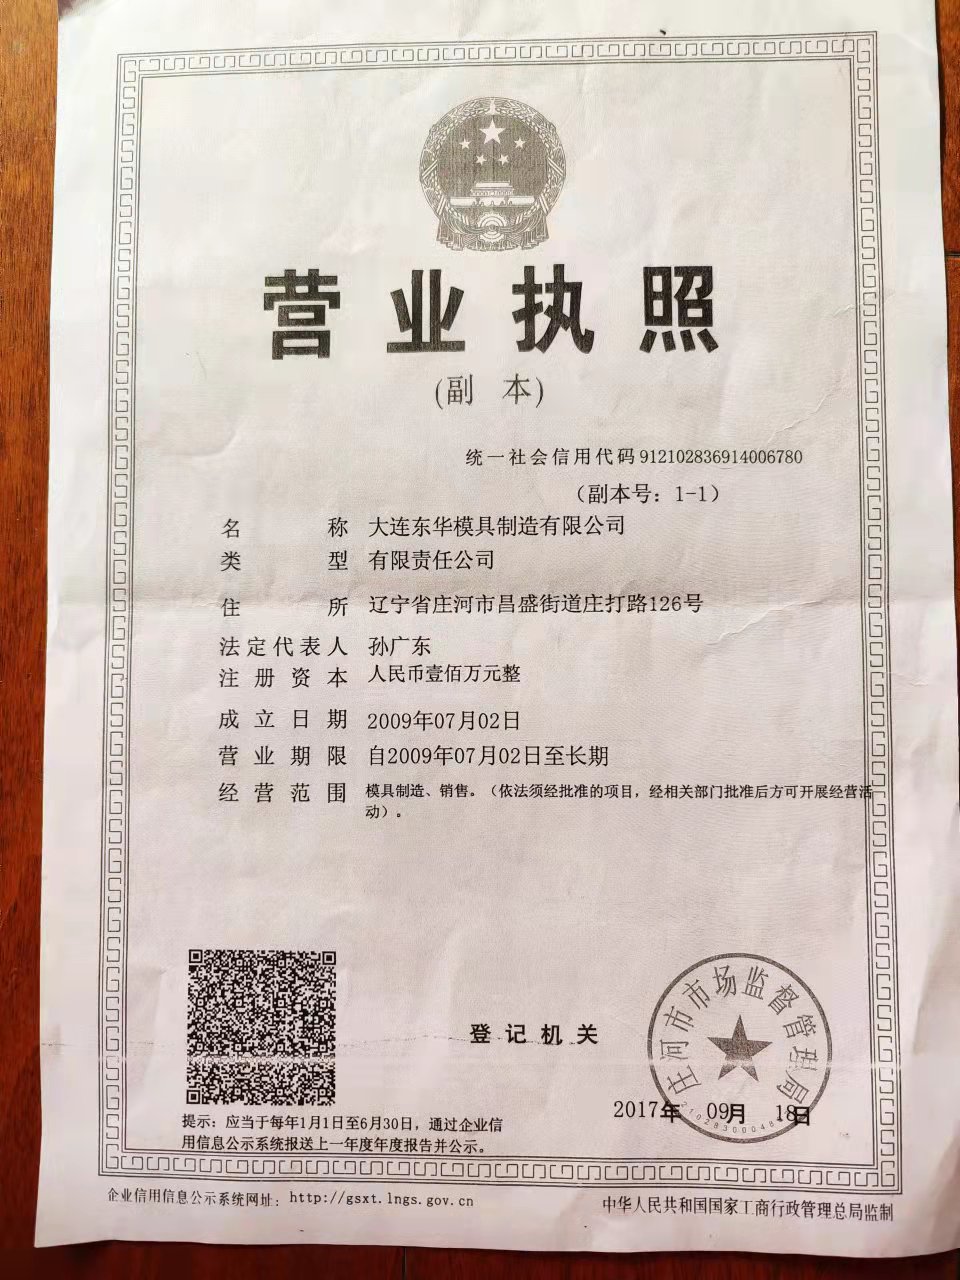 营业执照
(副 本)
统一社会信用代码912102836914006780
（副本号：1-1）
名 称 大连东华模具制造有限公司
类 型 有限责任公司
住 所 辽宁省庄河市昌盛街道庄打路126号
法定代表人 孙广东
注 册 资 本 人民币壹佰万元整
成 立 日 期 2009年07月02日
营 业 期 限 自2009年07月02日至长期
经 营 范 围 模具制造、销售。（依法须经批准的项目，经相关部门批准后方可开展经营活
动）。
登 记 机 关
庄河市市场监督管理局
2017年 09月 18日
提示：应当于每年1月1日至6月30日，通过企业信
用信息公示系统报送上一年度年度报告并公示。
企业信用信息公示系统网址：http://gsxt.lngs.gov.cn
中华人民共和国国家工商行政管理总局监制